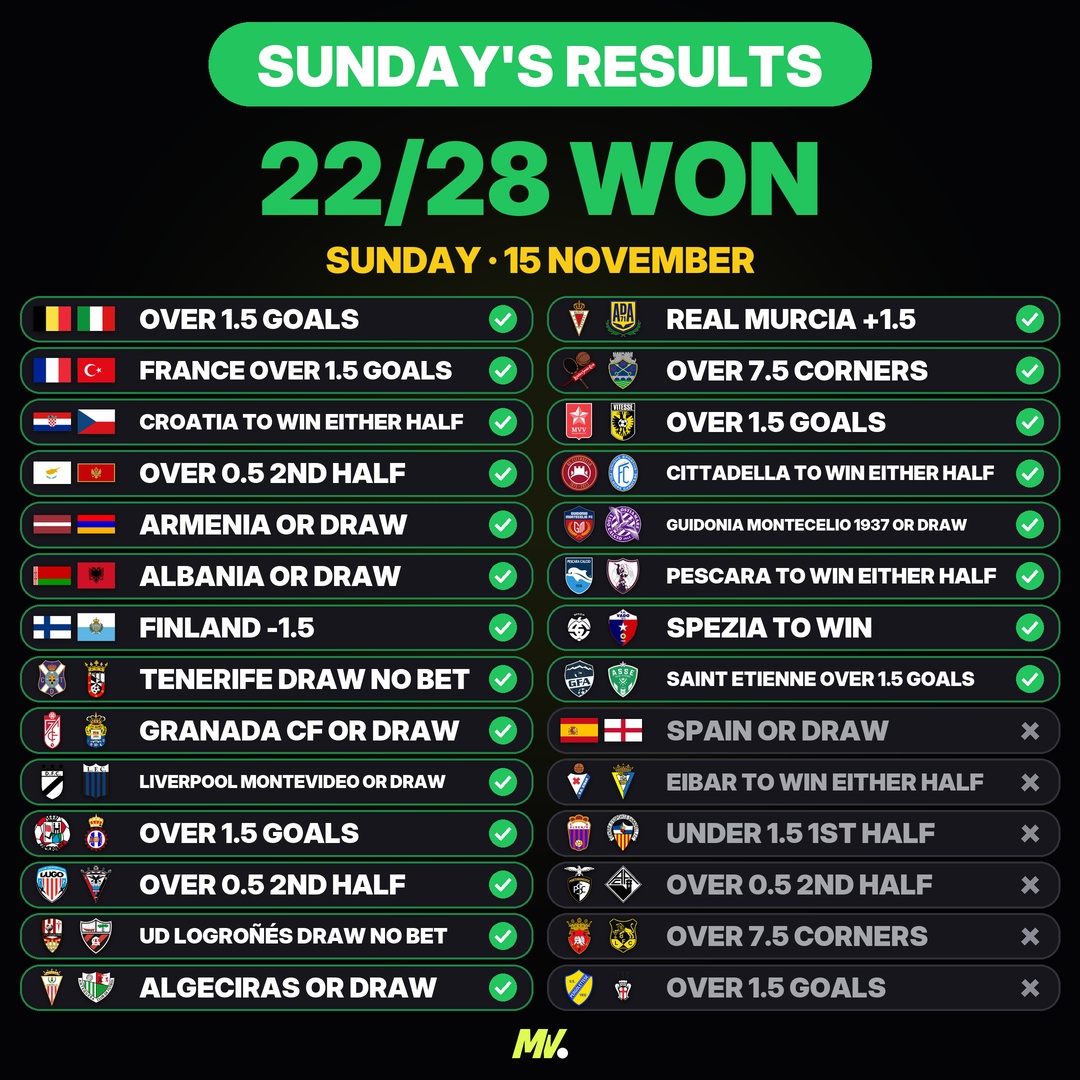 SUNDAY'S RESULTS
22/28 WON
SUNDAY · 15 NOVEMBER
OVER 1.5 GOALS
FRANCE OVER 1.5 GOALS
CROATIA TO WIN EITHER HALF
OVER 0.5 2ND HALF
ARMENIA OR DRAW
ALBANIA OR DRAW
FINLAND -1.5
TENERIFE DRAW NO BET
GRANADA CF OR DRAW
LIVERPOOL MONTEVIDEO OR DRAW
OVER 1.5 GOALS
LUGO
OVER 0.5 2ND HALF
UD LOGROÑÉS DRAW NO BET
ALGECIRAS OR DRAW
REAL MURCIA +1.5
OVER 7.5 CORNERS
MVV
VITESSE
OVER 1.5 GOALS
CITTADELLA TO WIN EITHER HALF
GUIDONIA MONTECELIO 1937 OR DRAW
PESCARA TO WIN EITHER HALF
SPEZIA TO WIN
GFA
ASSE
SAINT ETIENNE OVER 1.5 GOALS
SPAIN OR DRAW
EIBAR TO WIN EITHER HALF
UNDER 1.5 1ST HALF
OVER 0.5 2ND HALF
OVER 7.5 CORNERS
OVER 1.5 GOALS
MV.